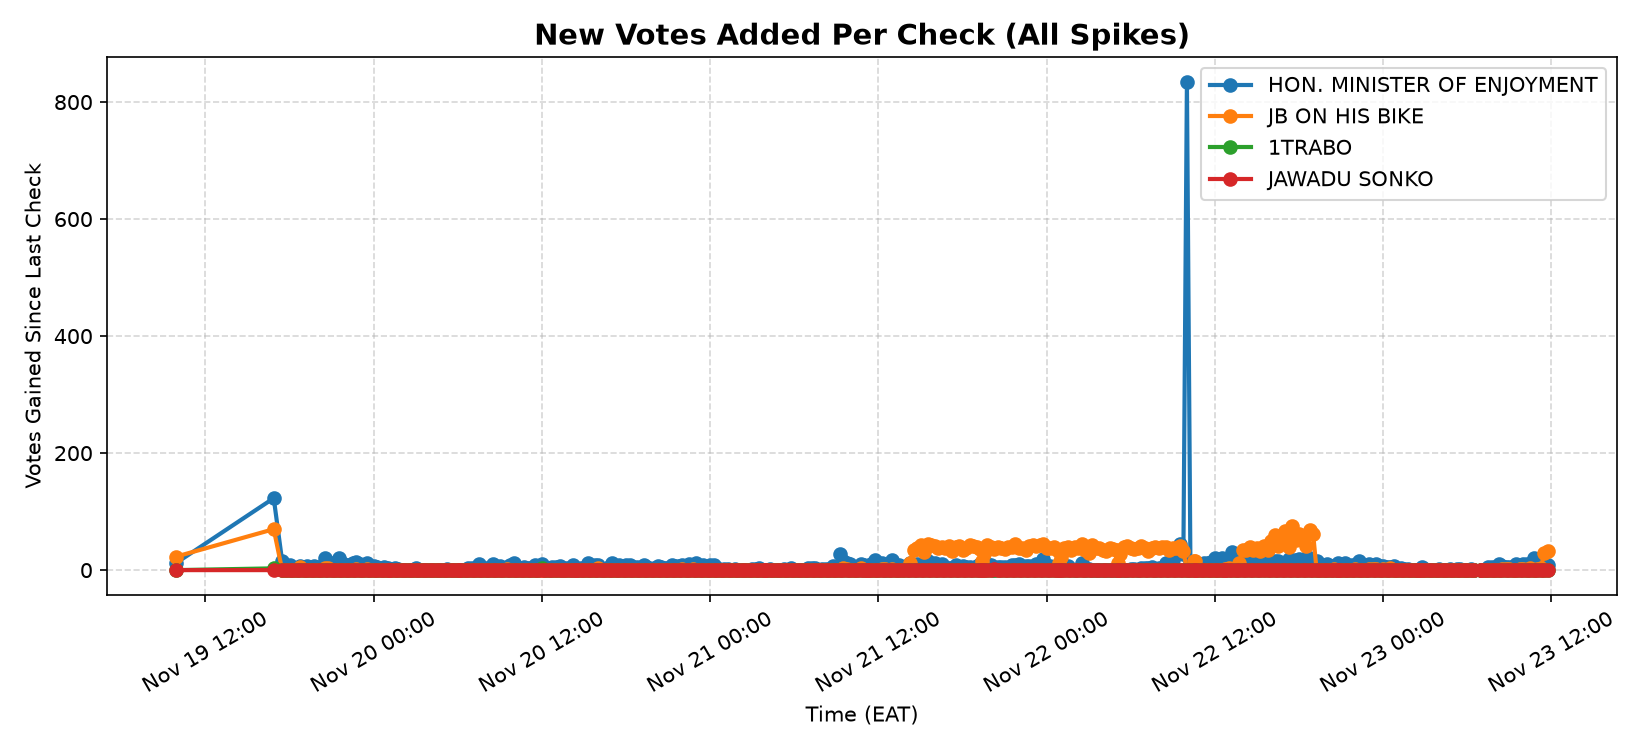 New Votes Added Per Check (All Spikes)
HON. MINISTER OF ENJOYMENT
JB ON HIS BIKE
1TRABO
JAWADU SONKO
Votes Gained Since Last Check
800
600
400
200
0
Nov 19 12:00
Nov 20 00:00
Nov 20 12:00
Nov 21 00:00
Nov 21 12:00
Nov 22 00:00
Nov 22 12:00
Nov 23 00:00
Nov 23 12:00
Time (EAT)